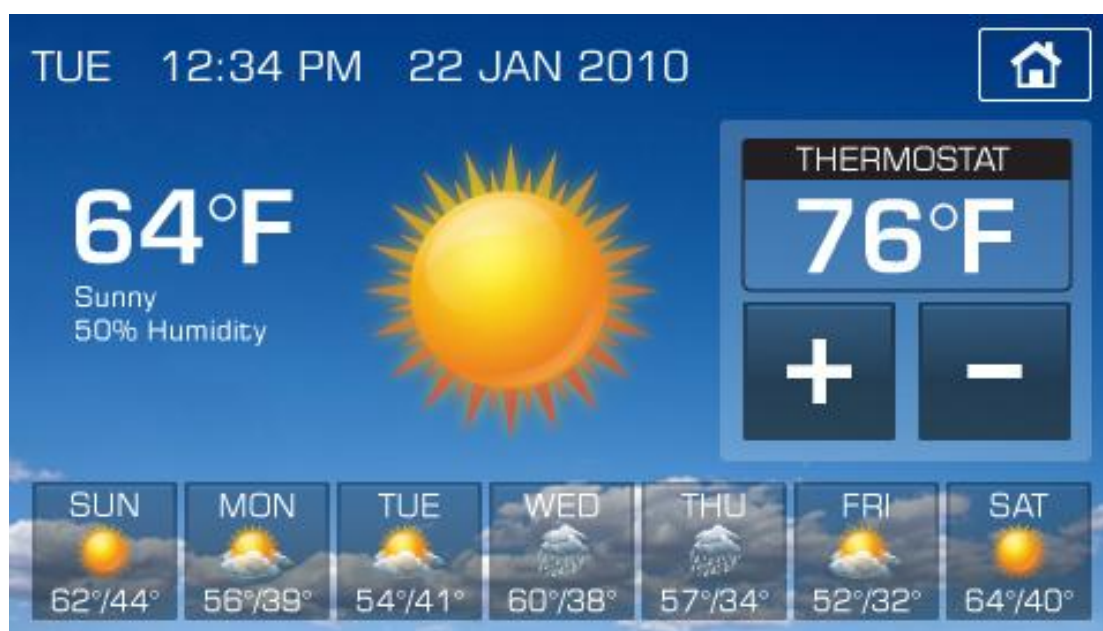 TUE 12:34 PM 22 JAN 2010
THERMOSTAT
64°F
76°F
Sunny
50% Humidity
+ −
SUN MON TUE WED THU FRI SAT
62°/44° 56°/39° 54°/41° 60°/38° 57°/34° 52°/32° 64°/40°